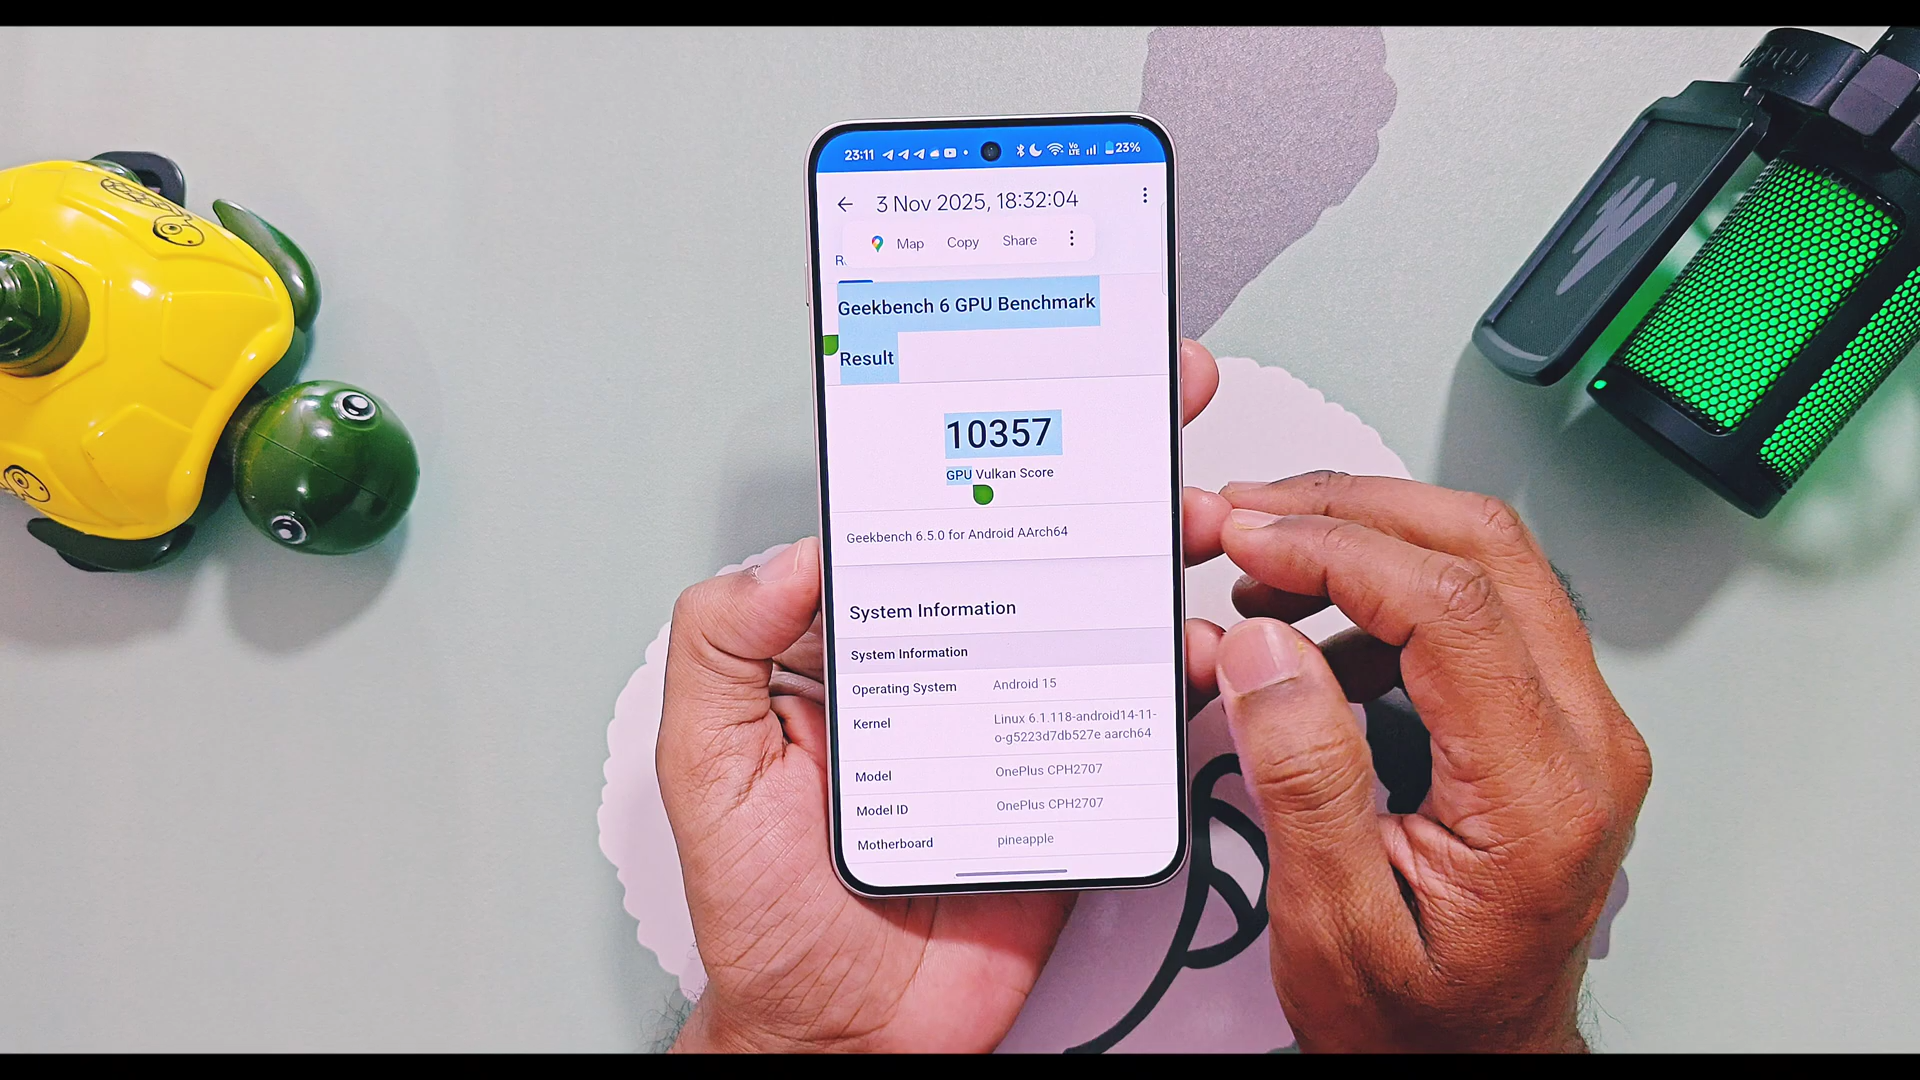 23:11 Vo LTE 23%
3 Nov 2025, 18:32:04
Map Copy Share
R
Geekbench 6 GPU Benchmark
Result
10357
GPU Vulkan Score
Geekbench 6.5.0 for Android AArch64
System Information
System Information
Operating System Android 15
Kernel Linux 6.1.118-android14-11-
o-g5223d7db527e aarch64
Model OnePlus CPH2707
Model ID OnePlus CPH2707
Motherboard pineapple